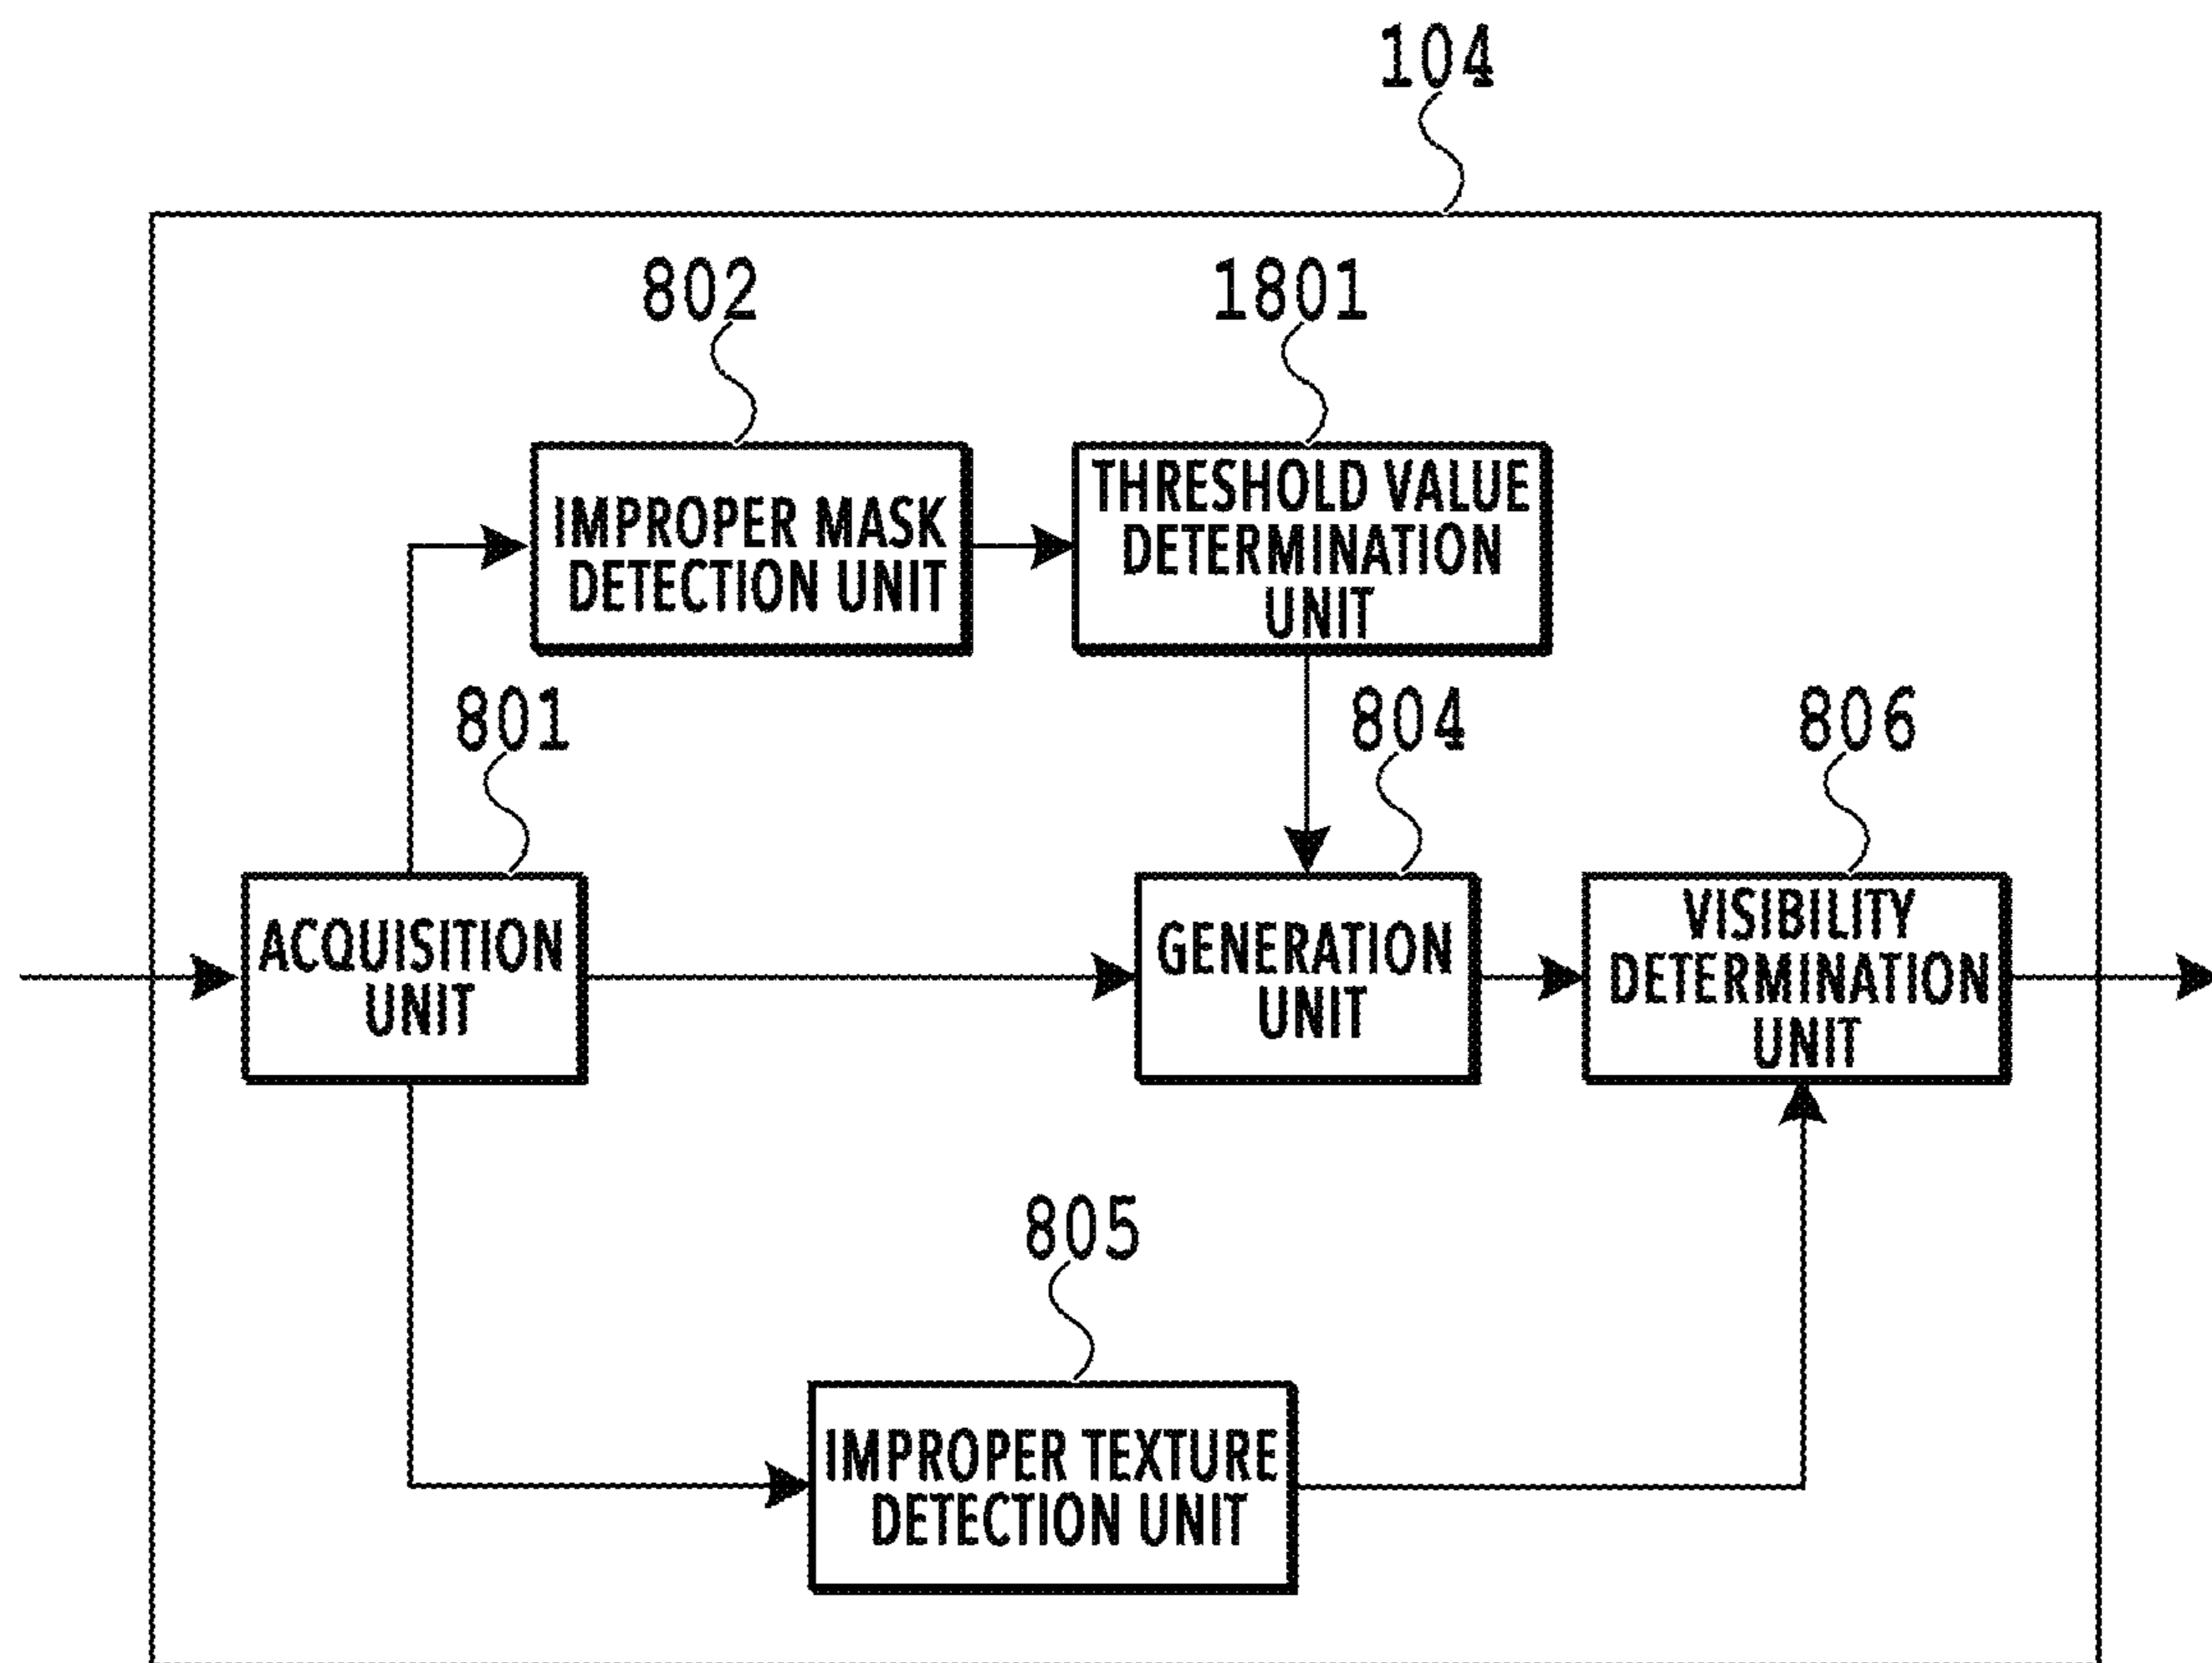 104
802
1801
IMPROPER MASK
DETECTION UNIT
THRESHOLD VALUE
DETERMINATION
UNIT
801
804
806
ACQUISITION
UNIT
GENERATION
UNIT
VISIBILITY
DETERMINATION
UNIT
805
IMPROPER TEXTURE
DETECTION UNIT